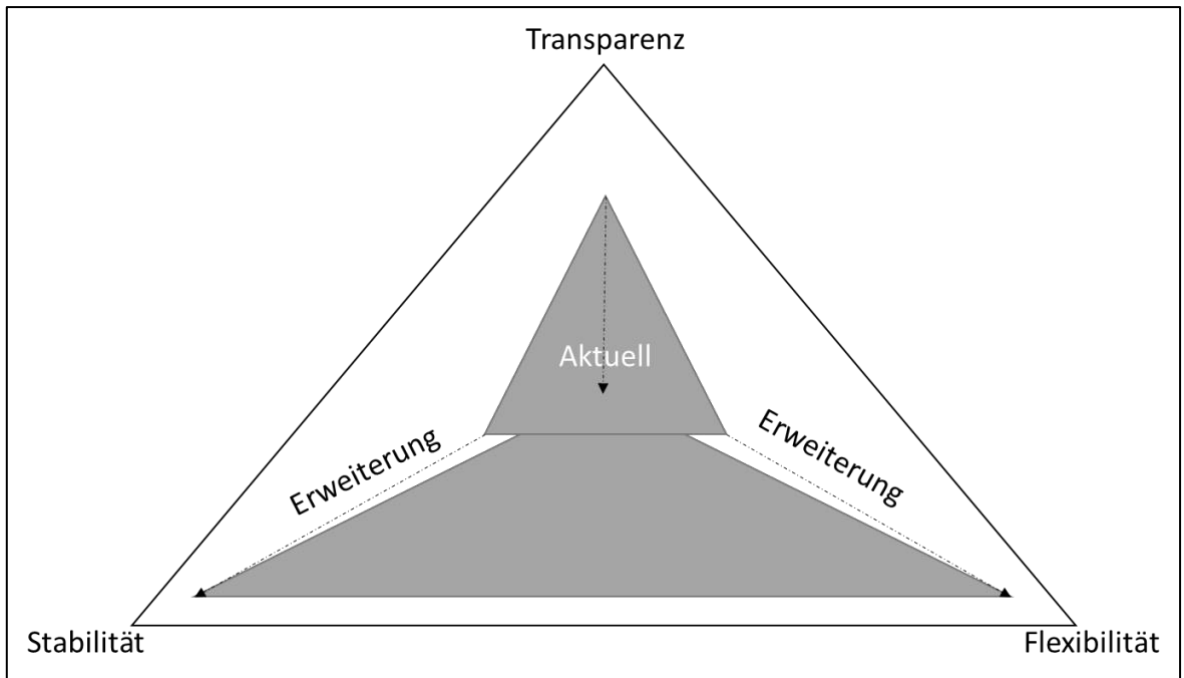 Transparenz
Aktuell
Erweiterung
Erweiterung
Stabilität
Flexibilität